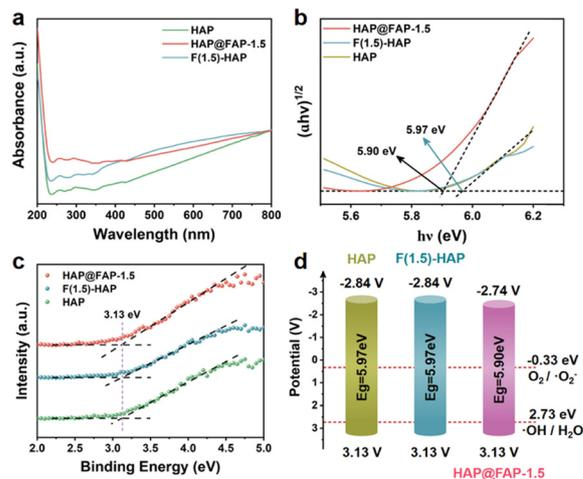 a
HAP
HAP@FAP-1.5
F(1.5)-HAP
Absorbance (a.u.)
200 300 400 500 600 700 800
Wavelength (nm)
b
HAP@FAP-1.5
F(1.5)-HAP
HAP
5.97 eV
5.90 eV
(αhν)1/2
5.6 5.8 6.0 6.2
hν (eV)
c
HAP@FAP-1.5
F(1.5)-HAP
HAP
3.13 eV
Intensity (a.u.)
2.0 2.5 3.0 3.5 4.0 4.5 5.0
Binding Energy (eV)
d
HAP F(1.5)-HAP
-2.84 V -2.84 V -2.74 V
Potential (V)
-3
-2
-1
0
1
2
3
Eg=5.97eV Eg=5.97eV Eg=5.90eV
-0.33 eV
O2 / ·O2-
2.73 eV
·OH / H2O
3.13 V 3.13 V 3.13 V
HAP@FAP-1.5